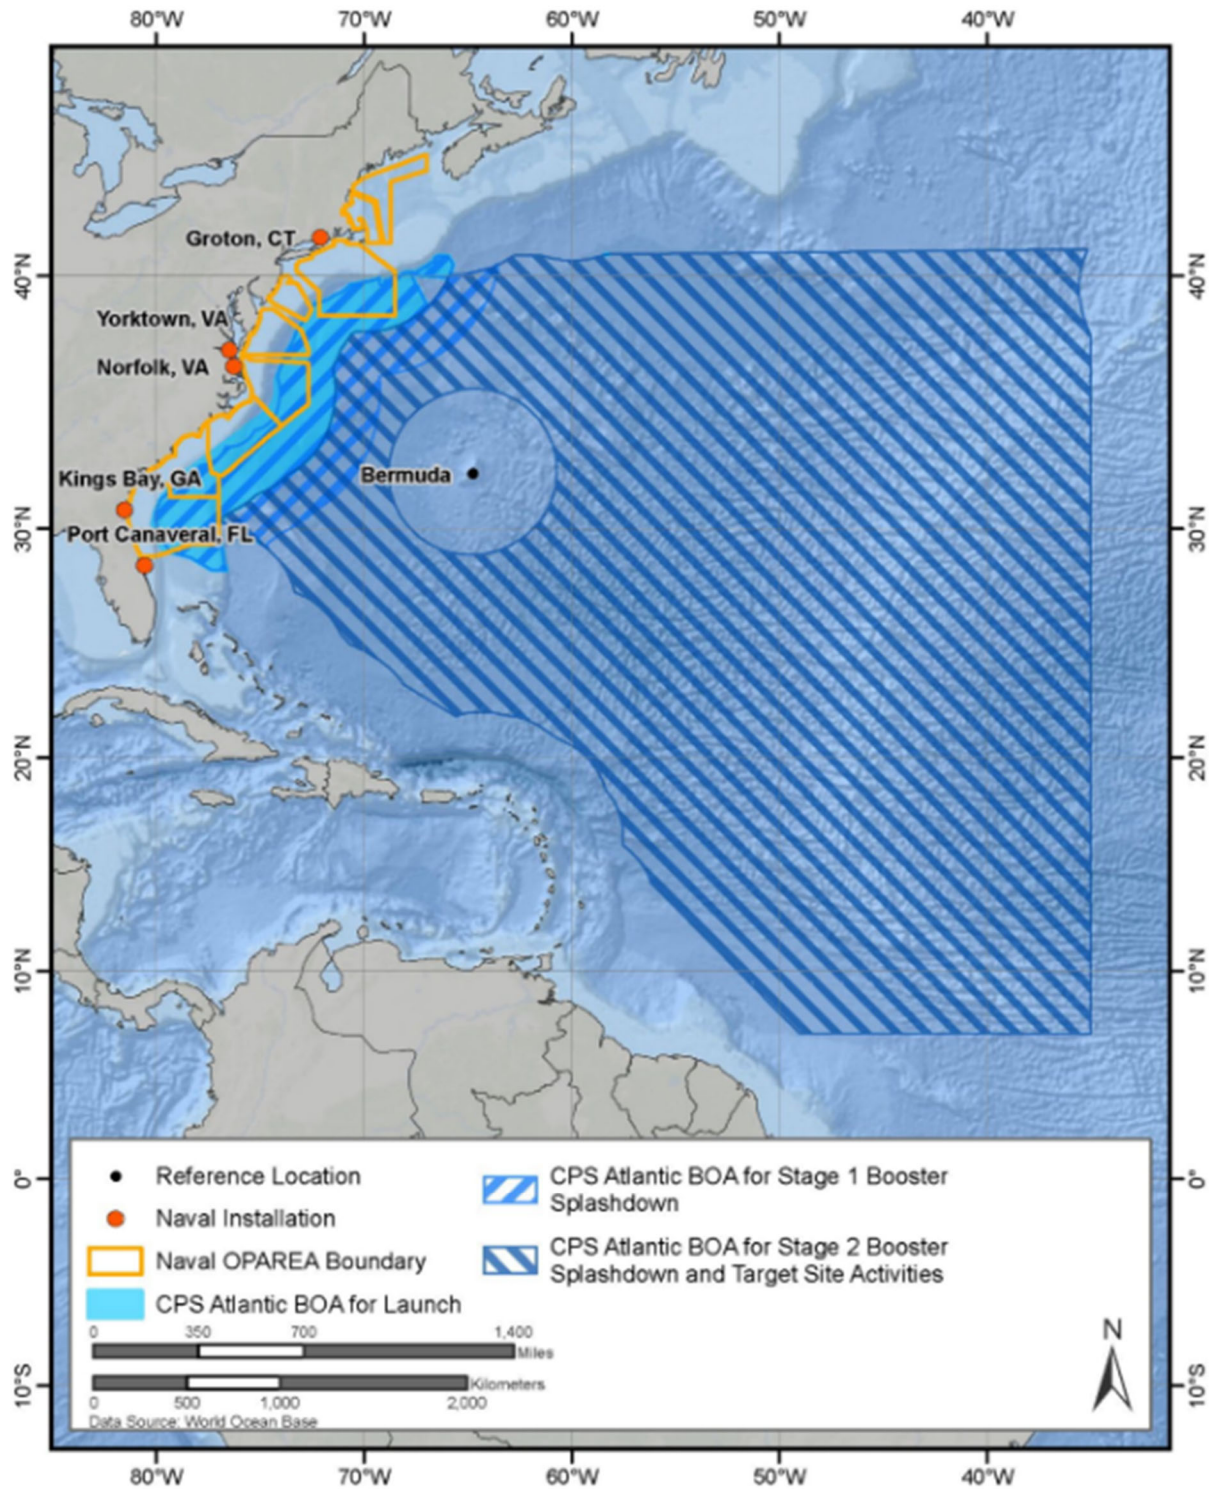 80°W 70°W 60°W 50°W 40°W
Groton, CT
40°N 40°N
Yorktown, VA
Norfolk, VA
Bermuda
Kings Bay, GA
30°N 30°N
Port Canaveral, FL
20°N 20°N
10°N 10°N
0° 0°
10°S 10°S
Reference Location
Naval Installation
Naval OPAREA Boundary
CPS Atlantic BOA for Launch
CPS Atlantic BOA for Stage 1 Booster
Splashdown
CPS Atlantic BOA for Stage 2 Booster
Splashdown and Target Site Activities
0 350 700 1,400
Miles
Kilometers
0 500 1,000 2,000
Data Source: World Ocean Base
N
80°W 70°W 60°W 50°W 40°W